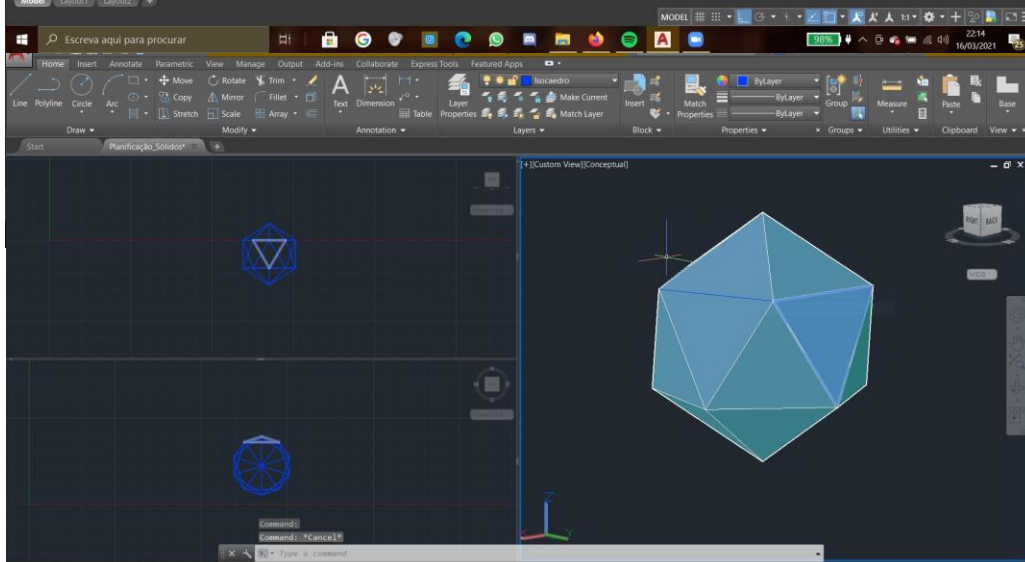 Model Layout1 Layout2 +
MODEL 1:1
Escreva aqui para procurar
98% 22:14
16/03/2021
25
Home Insert Annotate Parametric View Manage Output Add-ins Collaborate Express Tools Featured Apps
Line Polyline Circle Arc
Move Rotate Trim
Copy Mirror Fillet
Stretch Scale Array
Text Dimension
Table
Layer Properties
Isocaedro
Make Current
Match Layer
Insert
Match Properties
ByLayer
ByLayer
ByLayer
Group
Measure
Paste
Base
Draw Modify Annotation Layers Block Properties Groups Utilities Clipboard View
Start Planificação_Sólidos* +
[+][Custom View][Conceptual]
RIGHT BACK
WCS
Z
X Y
Command:
Command: *Cancel*
Type a command